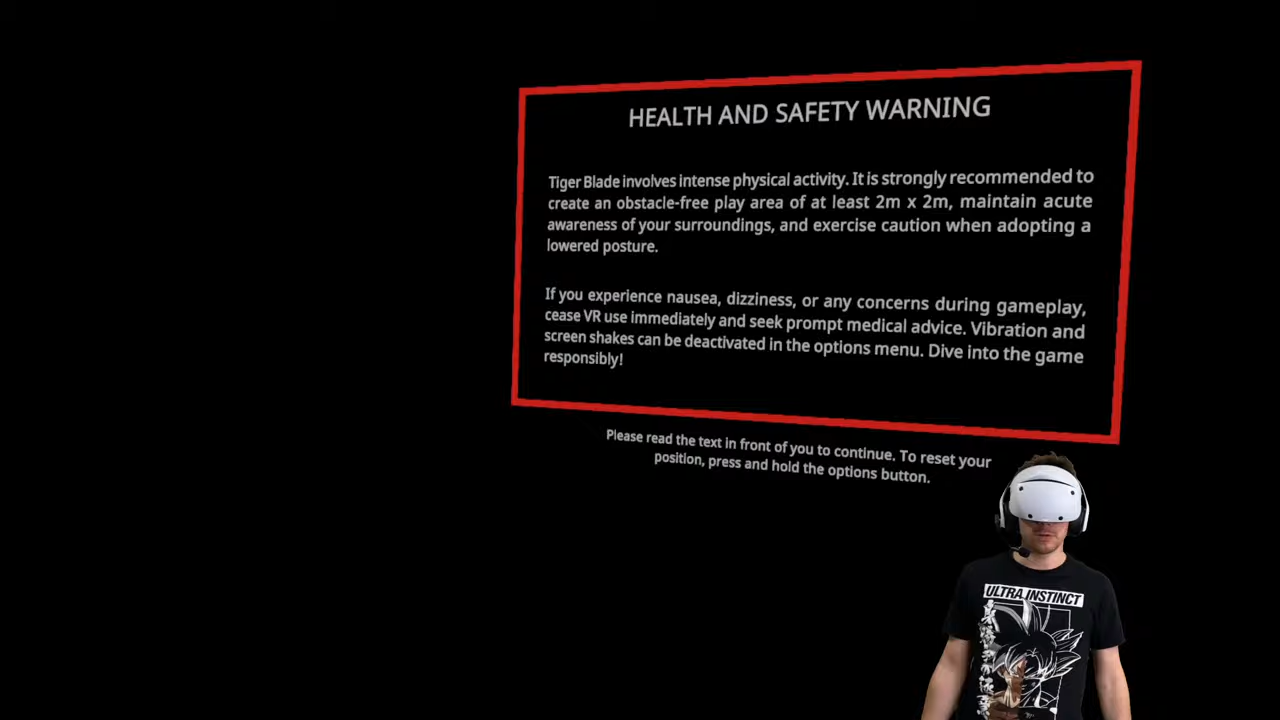 HEALTH AND SAFETY WARNING
Tiger Blade involves intense physical activity. It is strongly recommended to
create an obstacle-free play area of at least 2m x 2m, maintain acute
awareness of your surroundings, and exercise caution when adopting a
lowered posture.
If you experience nausea, dizziness, or any concerns during gameplay,
cease VR use immediately and seek prompt medical advice. Vibration and
screen shakes can be deactivated in the options menu. Dive into the game
responsibly!
Please read the text in front of you to continue. To reset your
position, press and hold the options button.
ULTRA INSTINCT